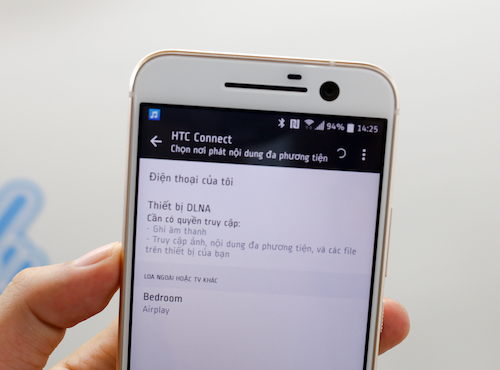 94% 14:25
HTC Connect
Chọn nơi phát nội dung đa phương tiện
Điện thoại của tôi
Thiết bị DLNA
Cần có quyền truy cập:
- Ghi âm thanh
- Truy cập ảnh, nội dung đa phương tiện, và các file
trên thiết bị của bạn
LOA NGOÀI HOẶC TV KHÁC
Bedroom
Airplay